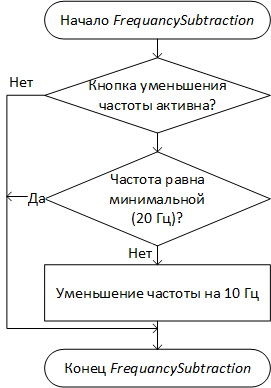 Начало FrequancySubtraction
Нет
Кнопка уменьшения
частоты активна?
Частота равна
минимальной
(20 Гц)?
Да
Нет
Уменьшение частоты на 10 Гц
Конец FrequancySubtraction